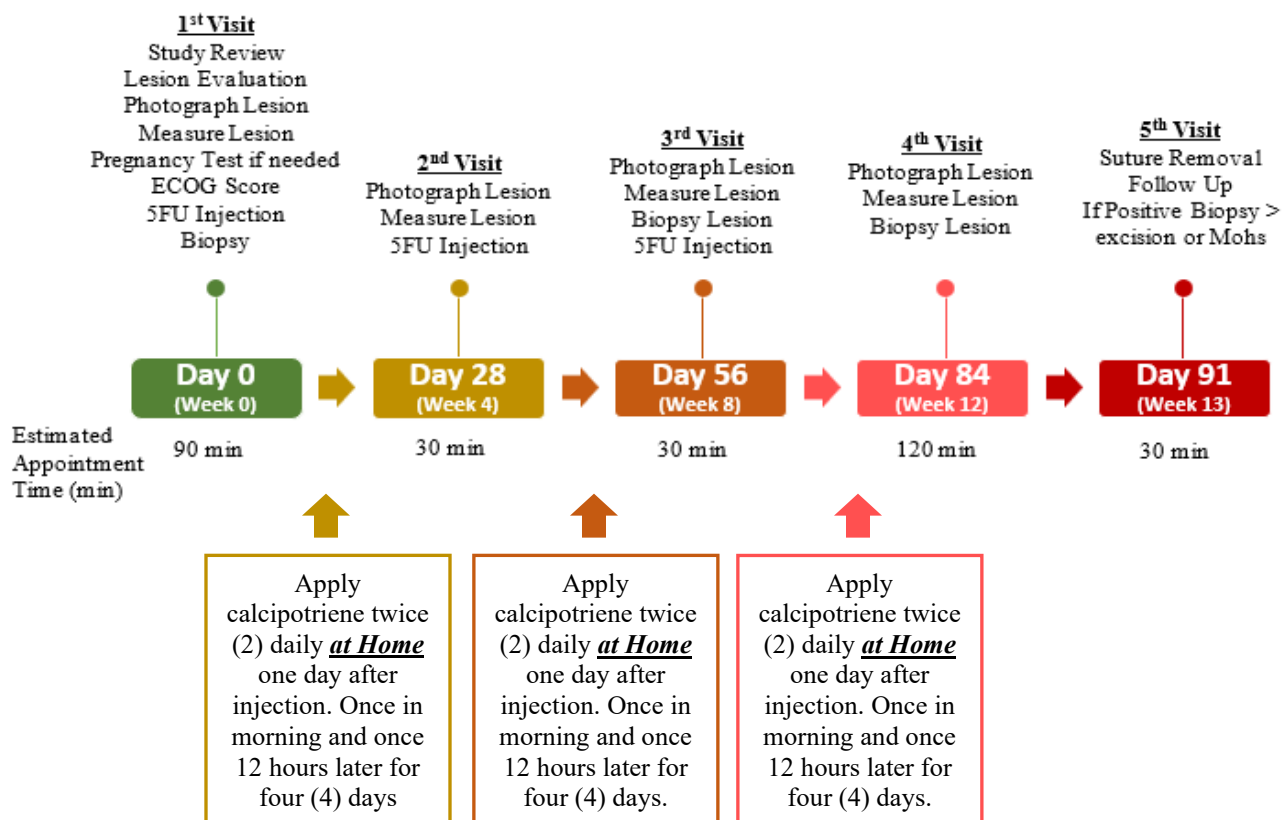 1st Visit
Study Review
Lesion Evaluation
Photograph Lesion
Measure Lesion
Pregnancy Test if needed
ECOG Score
5FU Injection
Biopsy
2nd Visit
Photograph Lesion
Measure Lesion
5FU Injection
3rd Visit
Photograph Lesion
Measure Lesion
Biopsy Lesion
5FU Injection
4th Visit
Photograph Lesion
Measure Lesion
Biopsy Lesion
5th Visit
Suture Removal
Follow Up
If Positive Biopsy >
excision or Mohs
Day 0
(Week 0)
Day 28
(Week 4)
Day 56
(Week 8)
Day 84
(Week 12)
Day 91
(Week 13)
Estimated
Appointment
Time (min)
90 min
30 min
30 min
120 min
30 min
Apply
calcipotriene twice
(2) daily at Home
one day after
injection. Once in
morning and once
12 hours later for
four (4) days
Apply
calcipotriene twice
(2) daily at Home
one day after
injection. Once in
morning and once
12 hours later for
four (4) days.
Apply
calcipotriene twice
(2) daily at Home
one day after
injection. Once in
morning and once
12 hours later for
four (4) days.